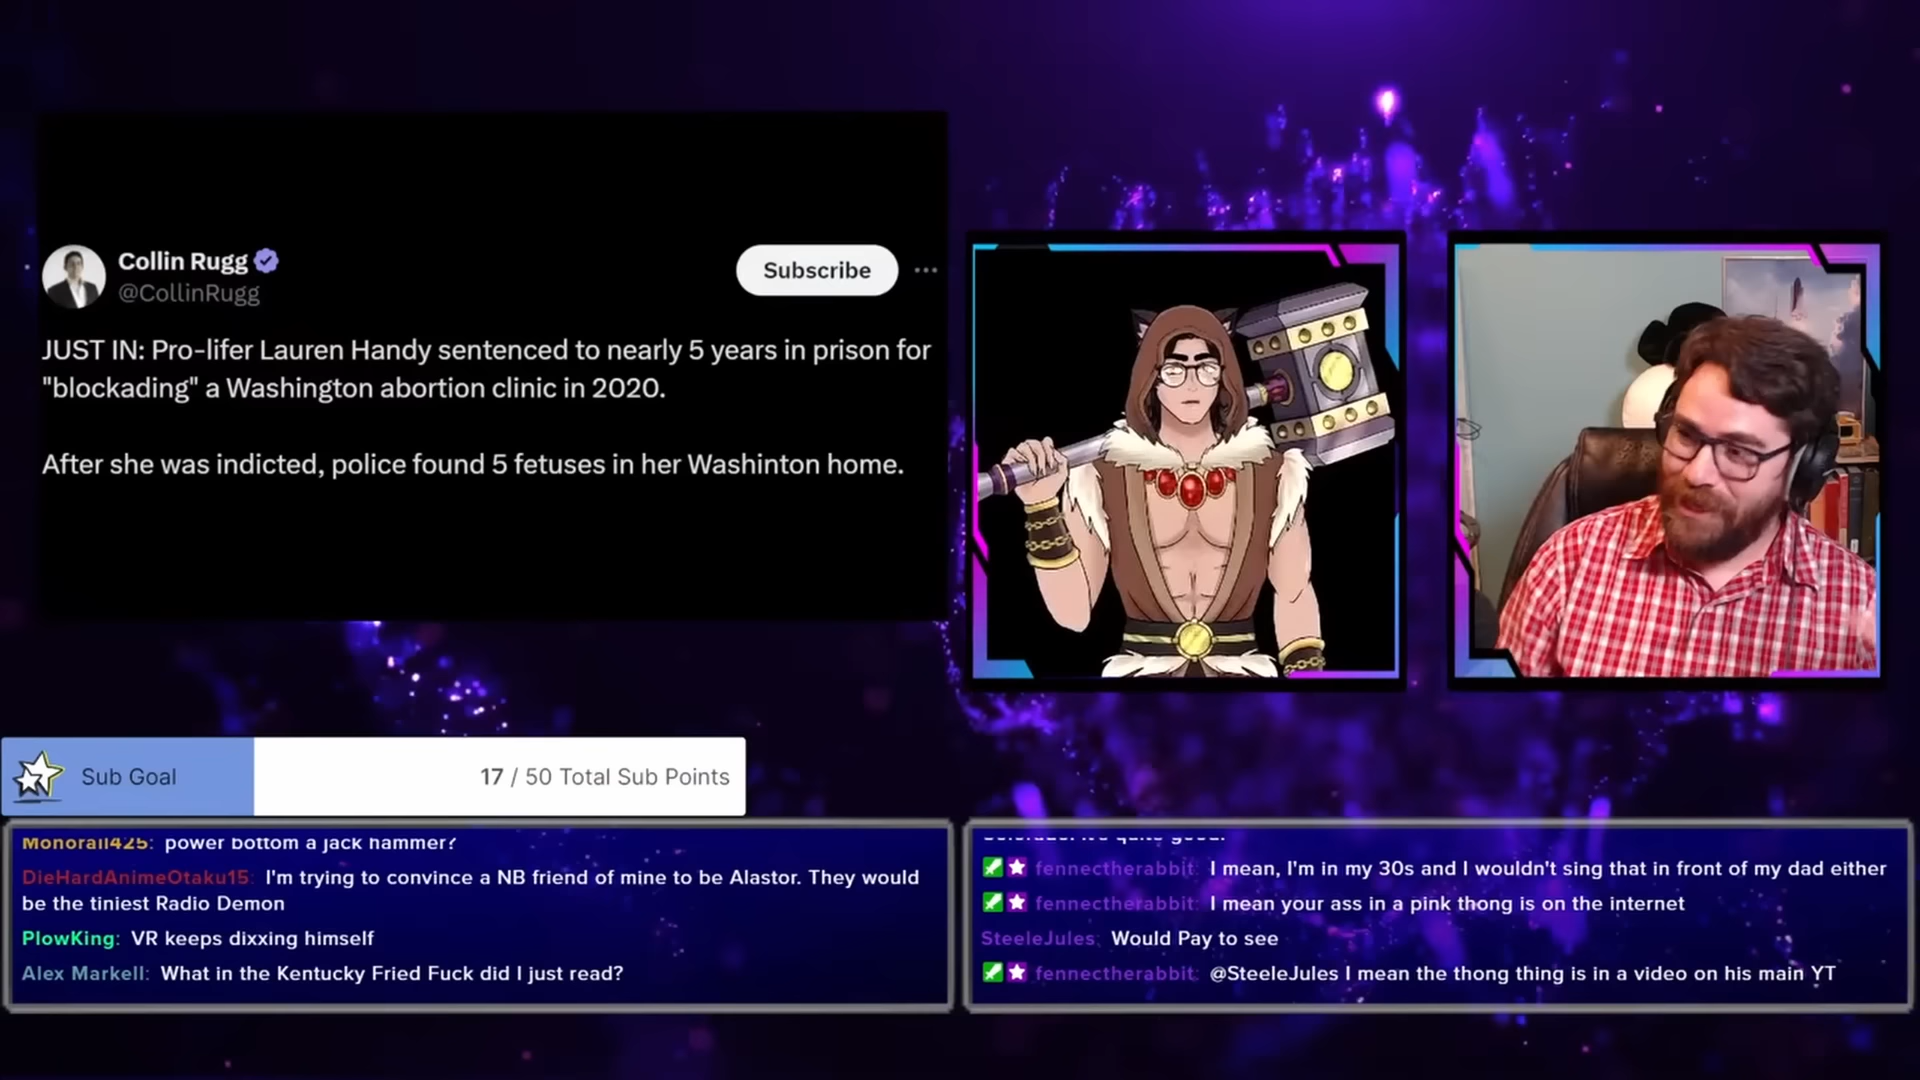 Collin Rugg
@CollinRugg
Subscribe
JUST IN: Pro-lifer Lauren Handy sentenced to nearly 5 years in prison for
"blockading" a Washington abortion clinic in 2020.
After she was indicted, police found 5 fetuses in her Washinton home.
Sub Goal
17 / 50 Total Sub Points
Monorail425: power bottom a jack hammer?
DieHardAnimeOtaku15: I'm trying to convince a NB friend of mine to be Alastor. They would
be the tiniest Radio Demon
PlowKing: VR keeps dixxing himself
Alex Markell: What in the Kentucky Fried Fuck did I just read?
it's quite good.
fennectherabbit: I mean, I'm in my 30s and I wouldn't sing that in front of my dad either
fennectherabbit: I mean your ass in a pink thong is on the internet
SteeleJules: Would Pay to see
fennectherabbit: @SteeleJules I mean the thong thing is in a video on his main YT